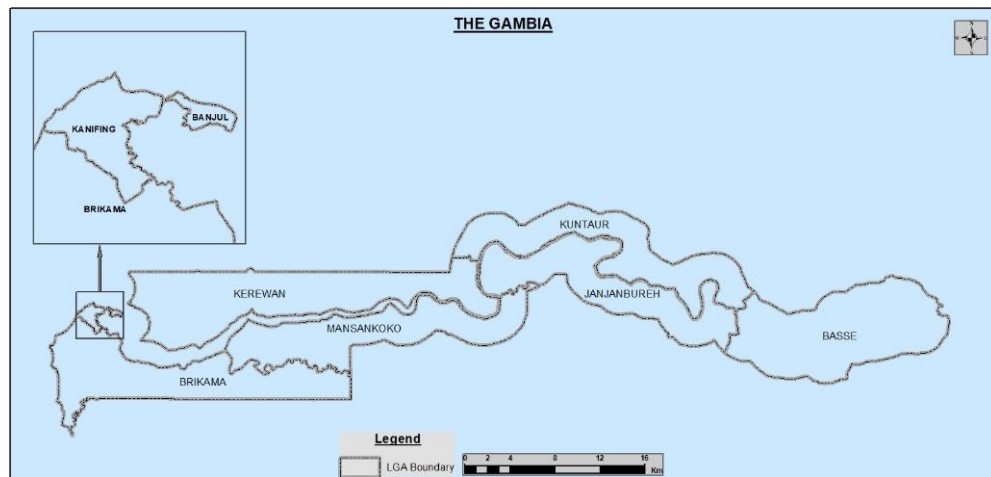 THE GAMBIA
BANJUL
KANIFING
BRIKAMA
KUNTAUR
KEREWAN
JANJANBUREH
MANSANKOKO
BASSE
BRIKAMA
Legend
LGA Boundary
0 2 4 8 12 16
Km